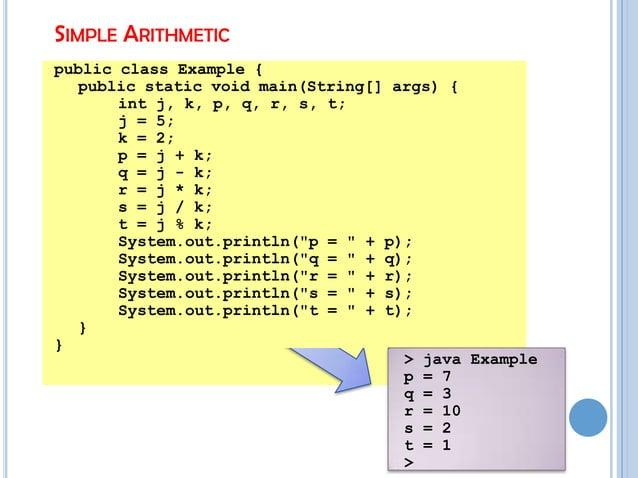 SIMPLE ARITHMETIC
public class Example {
public static void main(String[] args) {
int j, k, p, q, r, s, t;
j = 5;
k = 2;
p = j + k;
q = j - k;
r = j * k;
s = j / k;
t = j % k;
System.out.println("p = " + p);
System.out.println("q = " + q);
System.out.println("r = " + r);
System.out.println("s = " + s);
System.out.println("t = " + t);
}
}
> java Example
p = 7
q = 3
r = 10
s = 2
t = 1
>